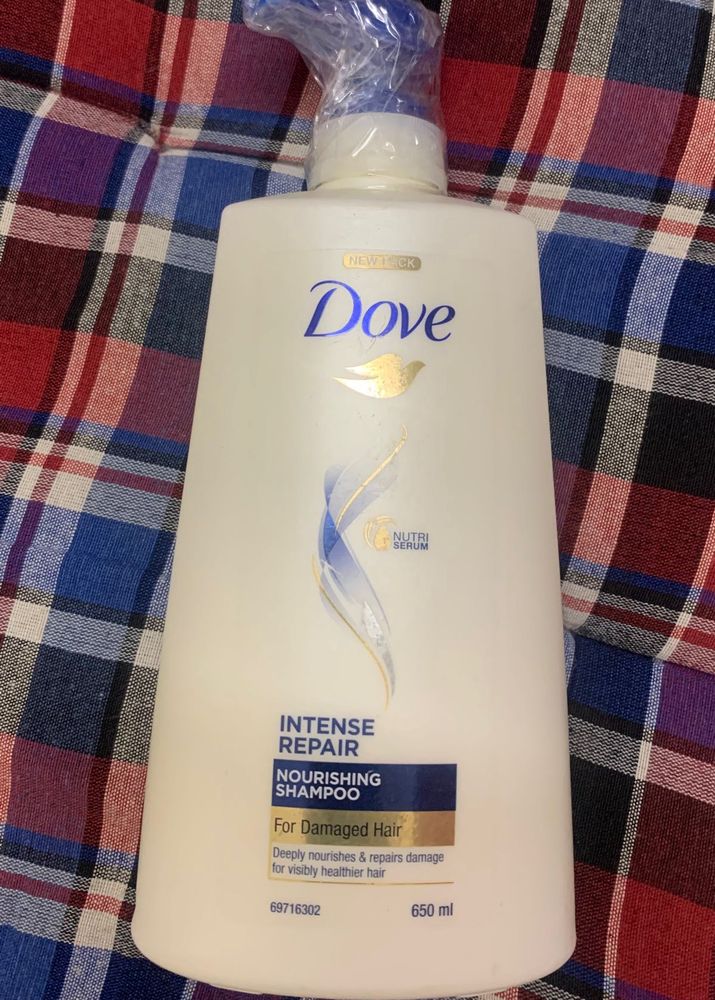 NEW PACK
Dove
NUTRI
SERUM
INTENSE
REPAIR
NOURISHING
SHAMPOO
For Damaged Hair
Deeply nourishes & repairs damage
for visibly healthier hair
69716302 650 ml